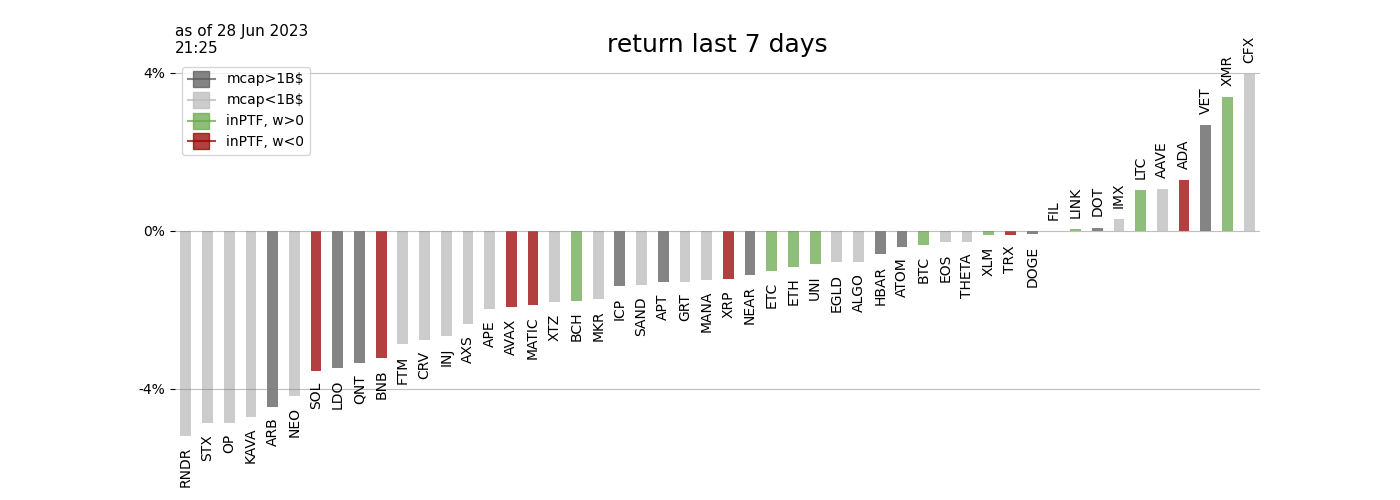 as of 28 Jun 2023
21:25
return last 7 days
4%
0%
-4%
mcap>1B$
mcap<1B$
inPTF, w>0
inPTF, w<0
RNDR
STX
OP
KAVA
ARB
NEO
SOL
LDO
QNT
BNB
FTM
CRV
INJ
AXS
APE
AVAX
MATIC
XTZ
BCH
MKR
ICP
SAND
APT
GRT
MANA
XRP
NEAR
ETC
ETH
UNI
EGLD
ALGO
HBAR
ATOM
BTC
EOS
THETA
XLM
TRX
DOGE
FIL
LINK
DOT
IMX
LTC
AAVE
ADA
VET
XMR
CFX